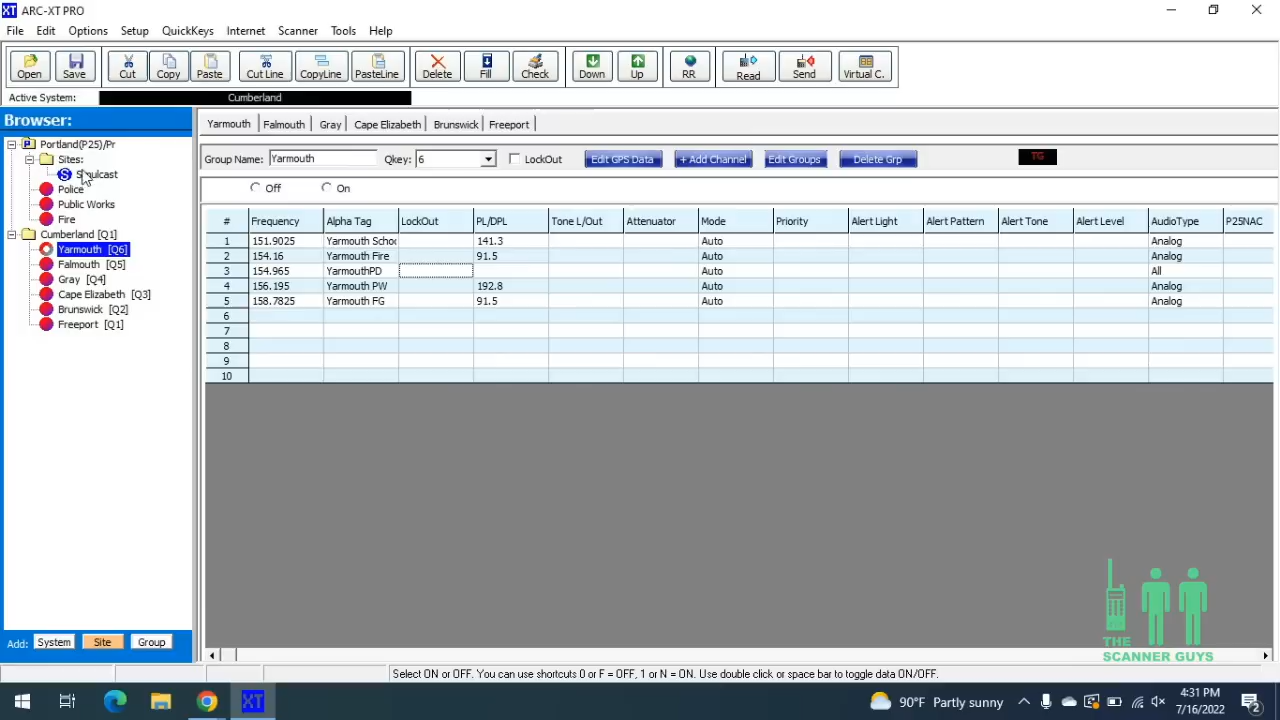 XT ARC-XT PRO
File Edit Options Setup QuickKeys Internet Scanner Tools Help
Open Save Cut Copy Paste Cut Line CopyLine PasteLine Delete Fill Check Down Up RR Read Send Virtual C.
Active System: Cumberland
Browser:
Portland(P25)/Pr
Sites:
Police
Public Works
Fire
Cumberland [Q1]
Yarmouth [Q6]
Falmouth [Q5]
Gray [Q4]
Cape Elizabeth [Q3]
Brunswick [Q2]
Freeport [Q1]
Add: System Site Group
Yarmouth Falmouth Gray Cape Elizabeth Brunswick Freeport
Group Name: Yarmouth Qkey: 6 LockOut Edit GPS Data + Add Channel Edit Groups Delete Grp TG
Off On
# Frequency Alpha Tag LockOut PL/DPL Tone L/Out Attenuator Mode Priority Alert Light Alert Pattern Alert Tone Alert Level AudioType P25NAC
1 151.9025 Yarmouth Schoo 141.3 Auto Analog
2 154.16 Yarmouth Fire 91.5 Auto Analog
3 154.965 YarmouthPD Auto All
4 156.195 Yarmouth PW 192.8 Auto Analog
5 158.7825 Yarmouth FG 91.5 Auto Analog
6
7
8
9
10
THE
SCANNER GUYS
Select ON or OFF. You can use shortcuts 0 or F = OFF, 1 or N = ON. Use double click or space bar to toggle data ON/OFF.
XT 90°F Partly sunny 4:31 PM
7/16/2022 2